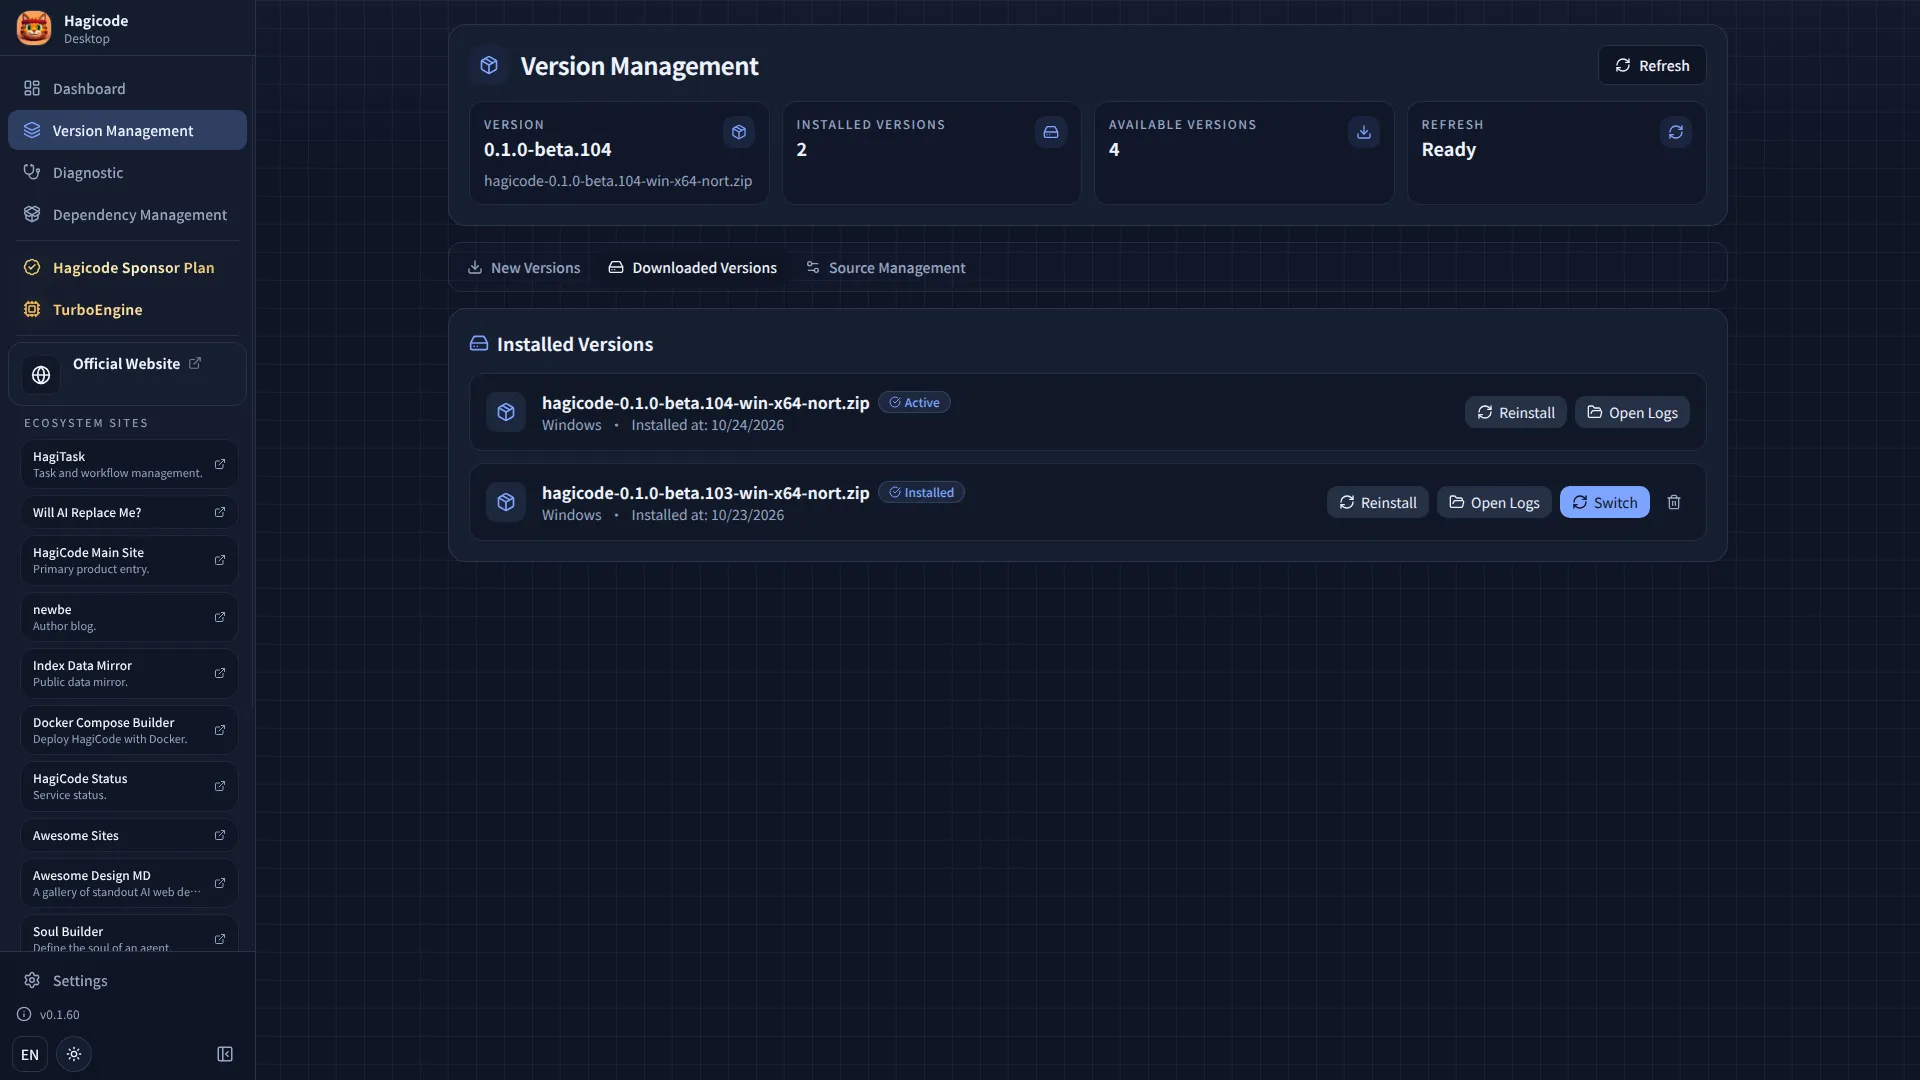 Hagicode
Desktop
Dashboard
Version Management
Diagnostic
Dependency Management
Hagicode Sponsor Plan
TurboEngine
Official Website
ECOSYSTEM SITES
HagiTask
Task and workflow management.
Will AI Replace Me?
HagiCode Main Site
Primary product entry.
newbe
Author blog.
Index Data Mirror
Public data mirror.
Docker Compose Builder
Deploy HagiCode with Docker.
HagiCode Status
Service status.
Awesome Sites
Awesome Design MD
A gallery of standout AI web de…
Soul Builder
Define the soul of an agent.
Settings
v0.1.60
EN
Version Management
Refresh
VERSION
0.1.0-beta.104
hagicode-0.1.0-beta.104-win-x64-nort.zip
INSTALLED VERSIONS
2
AVAILABLE VERSIONS
4
REFRESH
Ready
New Versions
Downloaded Versions
Source Management
Installed Versions
hagicode-0.1.0-beta.104-win-x64-nort.zip Active
Windows • Installed at: 10/24/2026
Reinstall
Open Logs
hagicode-0.1.0-beta.103-win-x64-nort.zip Installed
Windows • Installed at: 10/23/2026
Reinstall
Open Logs
Switch